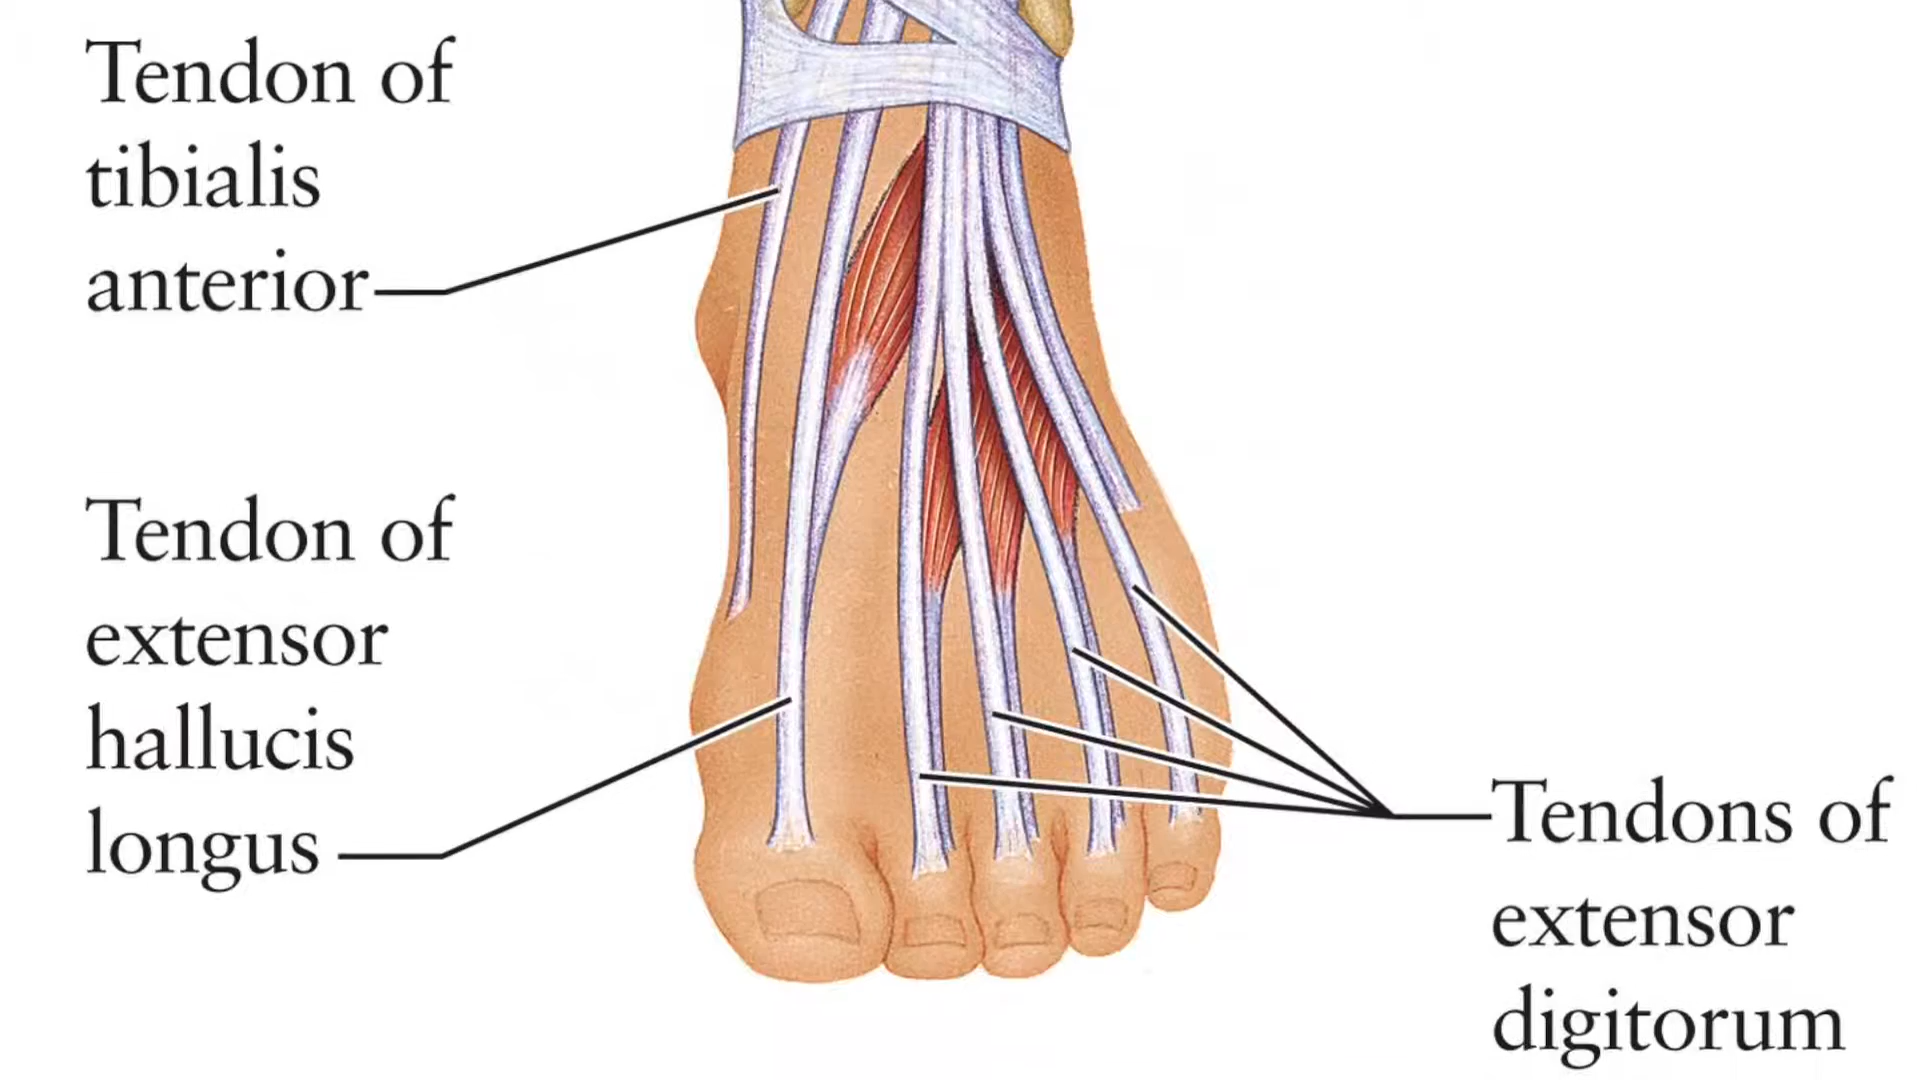 Tendon of
tibialis
anterior
Tendon of
extensor
hallucis
longus
Tendons of
extensor
digitorum